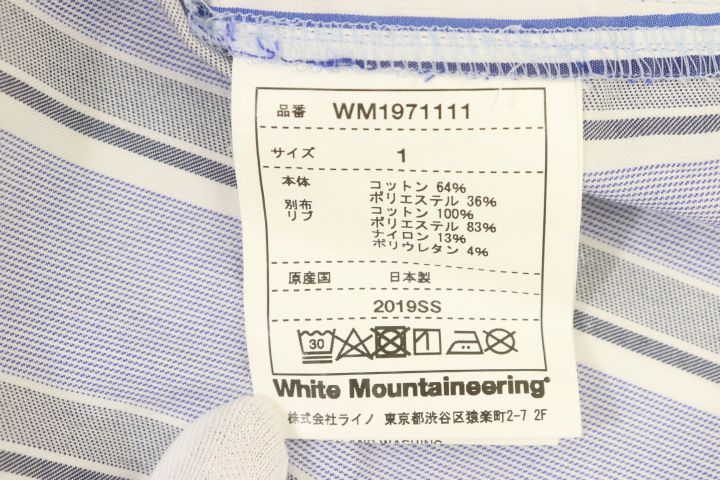 品番 WM1971111
サイズ 1
本体 コットン 64%
ポリエステル 36%
別布 コットン 100%
リブ ポリエステル 83%
ナイロン 13%
ポリウレタン 4%
原産国 日本製
2019SS
30
White Mountaineering®
株式会社ライノ 東京都渋谷区猿楽町2-7 2F
HAND WASHING